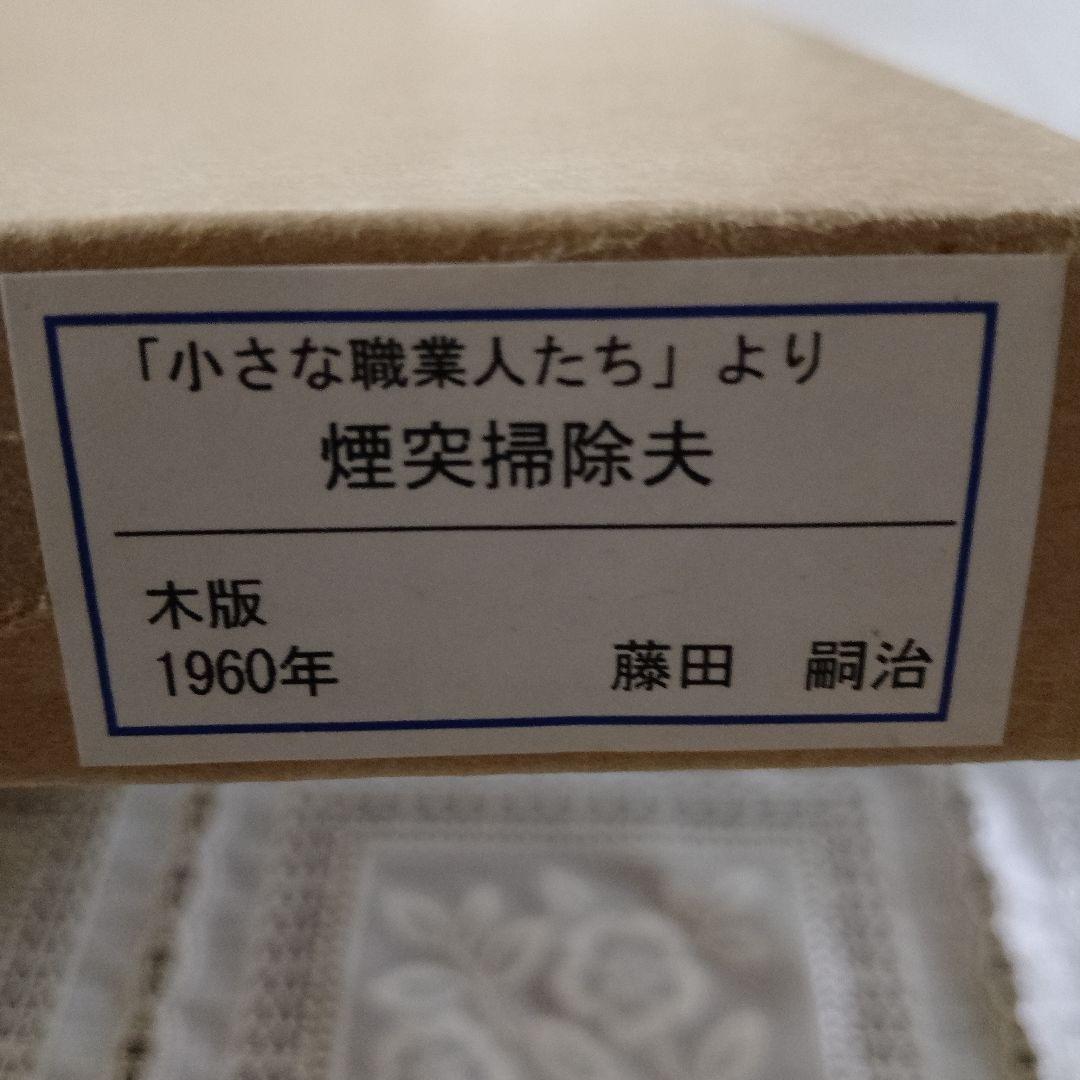 「小さな職業人たち」より
煙突掃除夫
木版
1960年 藤田 嗣治